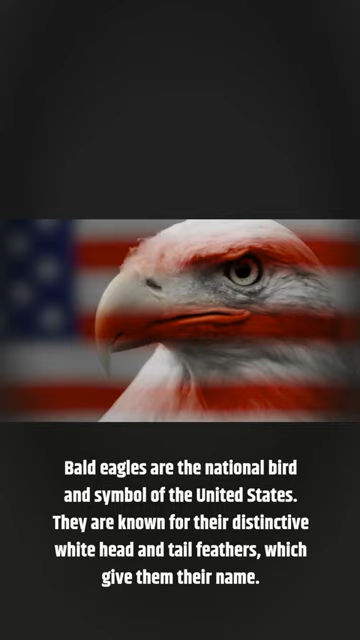 Bald eagles are the national bird
and symbol of the United States.
They are known for their distinctive
white head and tail feathers, which
give them their name.